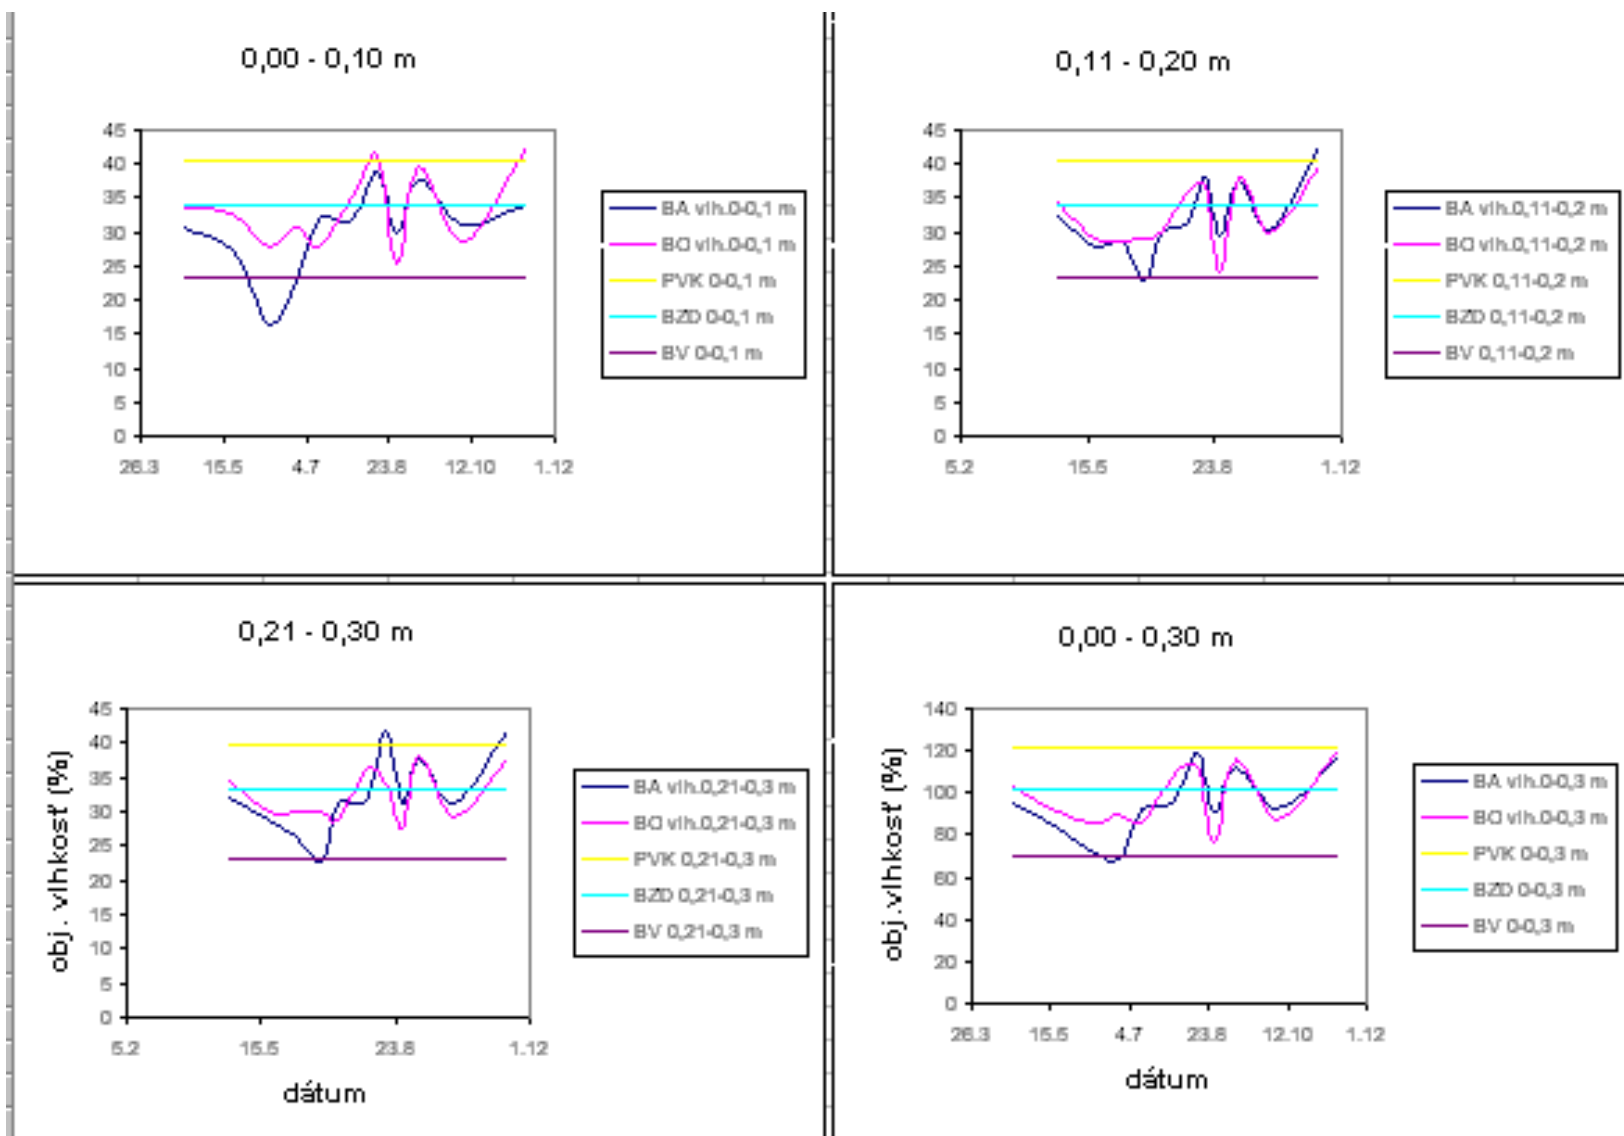 0,00 - 0,10 m
45
40
35
30
25
20
15
10
5
0
26.3 15.5 4.7 23.8 12.10 1.12
BA vlh.0-0,1 m
BO vlh.0-0,1 m
PVK 0-0,1 m
BZD 0-0,1 m
BV 0-0,1 m
0,11 - 0,20 m
45
40
35
30
25
20
15
10
5
0
5.2 15.5 23.8 1.12
BA vlh.0,11-0,2 m
BO vlh.0,11-0,2 m
PVK 0,11-0,2 m
BZD 0,11-0,2 m
BV 0,11-0,2 m
0,21 - 0,30 m
obj. vlhkosť (%)
45
40
35
30
25
20
15
10
5
0
5.2 15.5 23.8 1.12
dátum
BA vlh.0,21-0,3 m
BO vlh.0,21-0,3 m
PVK 0,21-0,3 m
BZD 0,21-0,3 m
BV 0,21-0,3 m
0,00 - 0,30 m
obj.vlhkosť (%)
140
120
100
80
60
40
20
0
26.3 15.5 4.7 23.8 12.10 1.12
dátum
BA vlh.0-0,3 m
BO vlh.0-0,3 m
PVK 0-0,3 m
BZD 0-0,3 m
BV 0-0,3 m